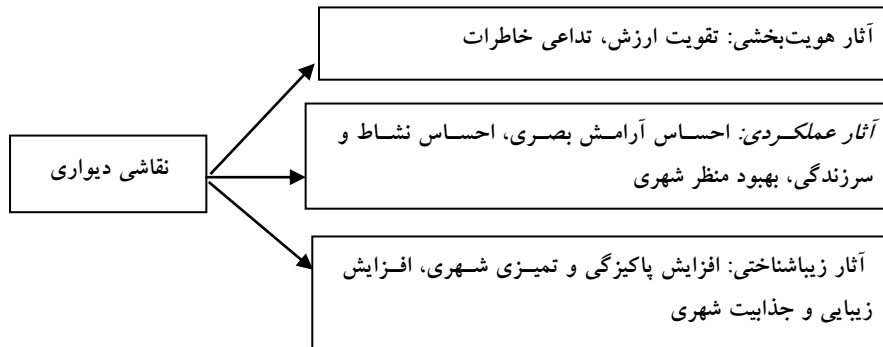 آثار هویت‌بخشی: تقویت ارزش، تداعی خاطرات
آثار عملکردی: احساس آرامش بصری، احساس نشاط و
سرزندگی، بهبود منظر شهری
نقاشی دیواری
آثار زیباشناختی: افزایش پاکیزگی و تمیزی شهری، افزایش
زیبایی و جذابیت شهری